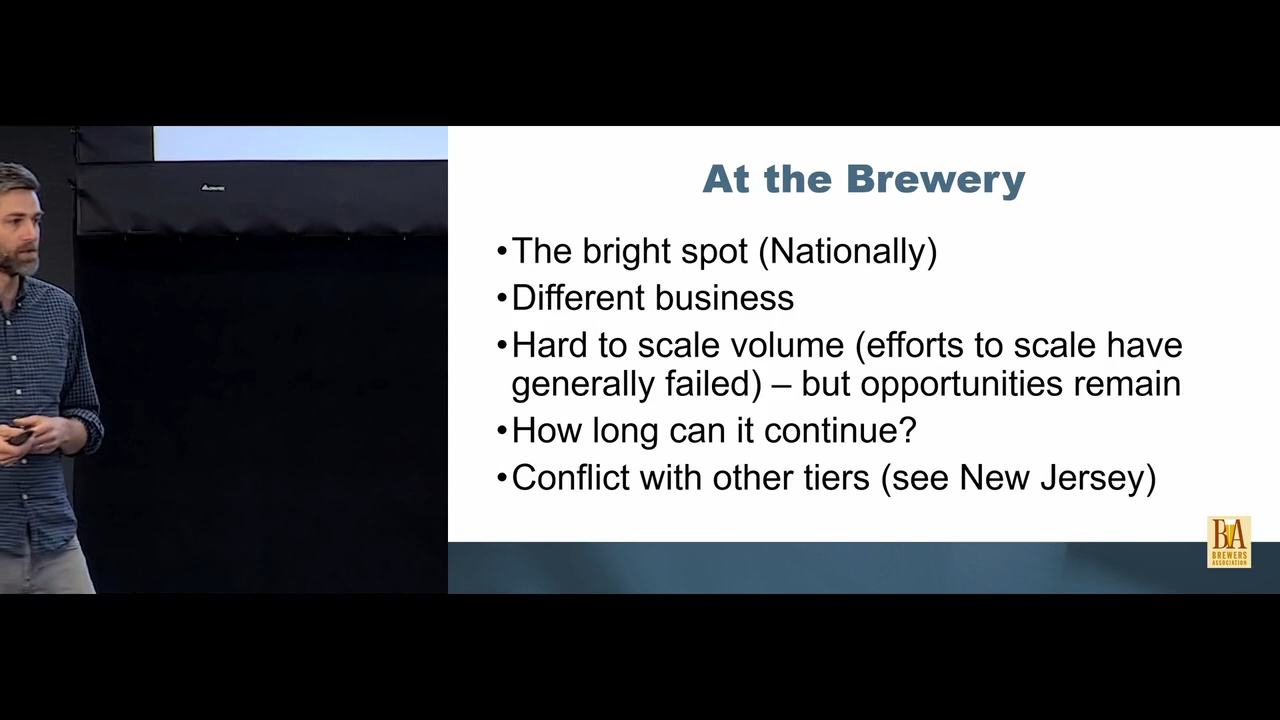 At the Brewery
•The bright spot (Nationally)
•Different business
•Hard to scale volume (efforts to scale have
generally failed) – but opportunities remain
•How long can it continue?
•Conflict with other tiers (see New Jersey)
BA
BREWERS
ASSOCIATION